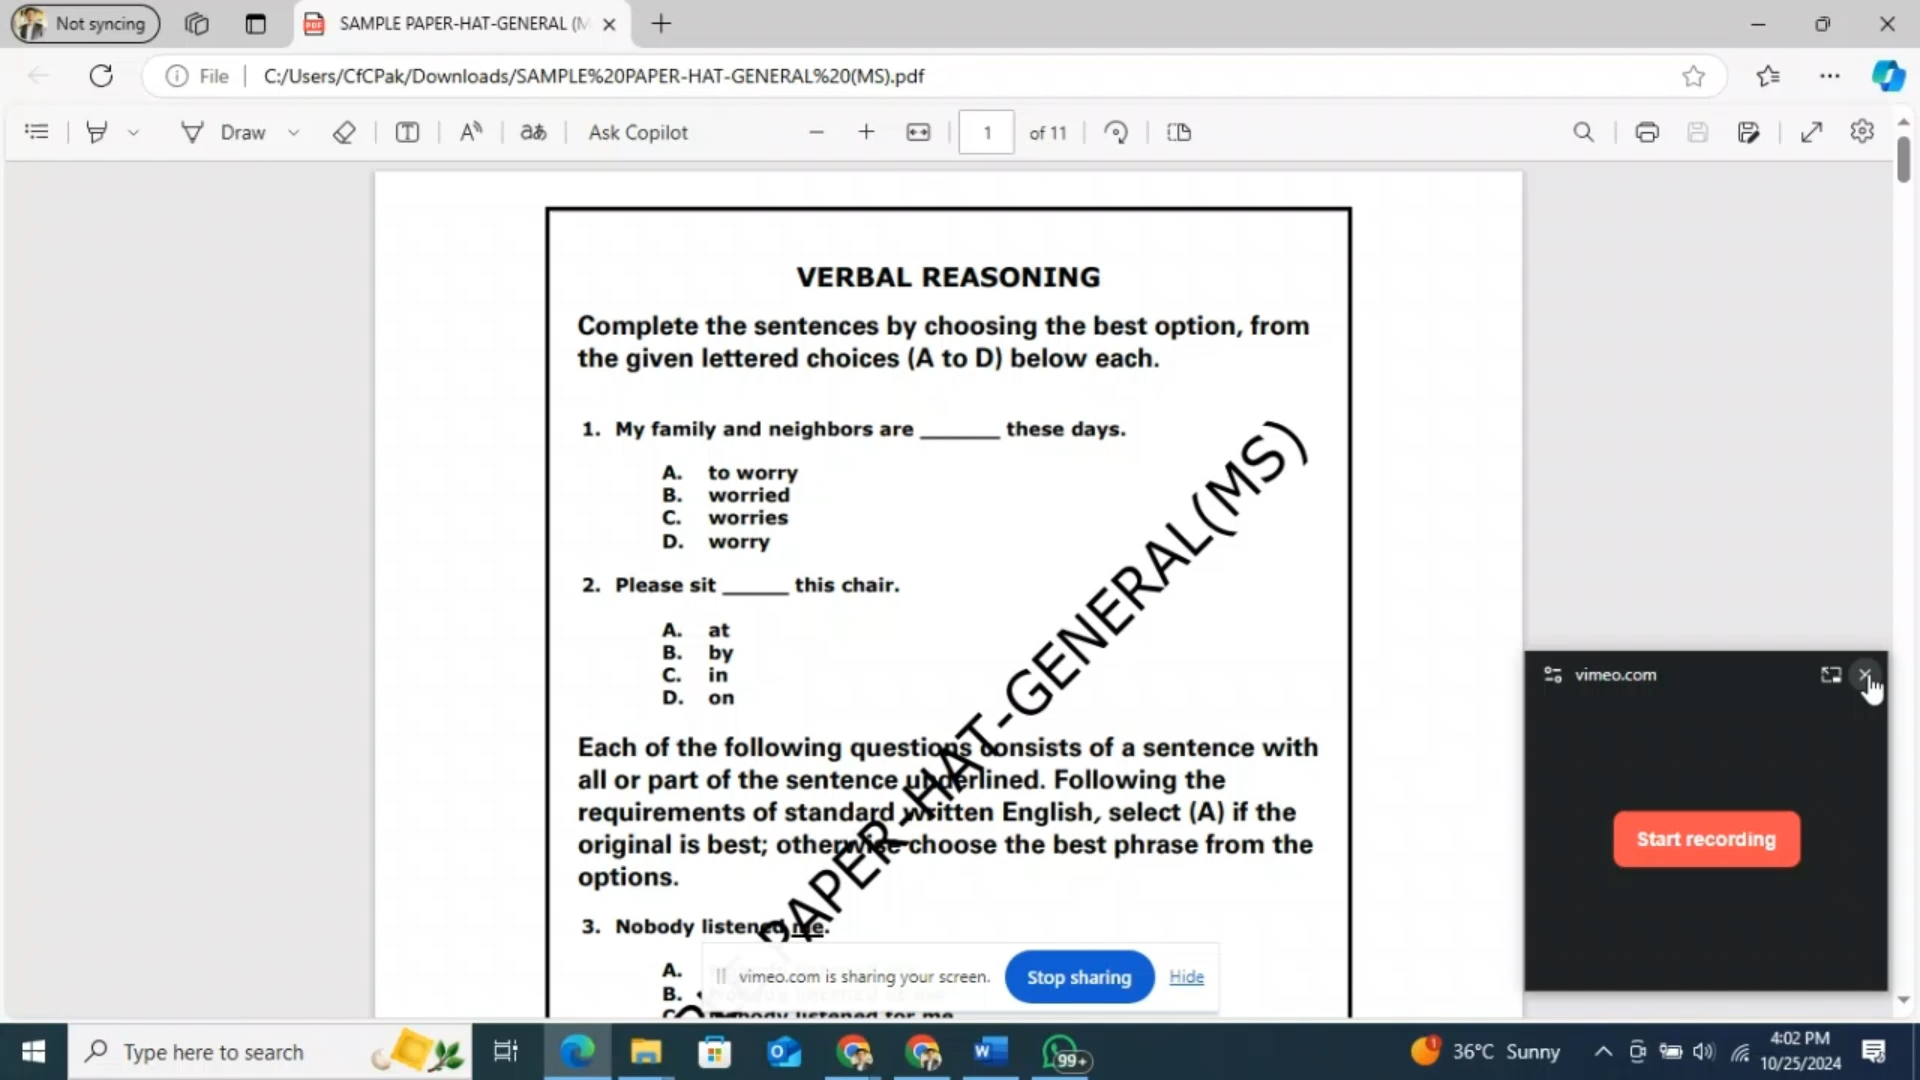 Not syncing
SAMPLE PAPER-HAT-GENERAL (M
File
C:/Users/CfCPak/Downloads/SAMPLE%20PAPER-HAT-GENERAL%20(MS).pdf
Draw
Ask Copilot
1 of 11
VERBAL REASONING
Complete the sentences by choosing the best option, from
the given lettered choices (A to D) below each.
1. My family and neighbors are _______ these days.
A. to worry
B. worried
C. worries
D. worry
2. Please sit ______ this chair.
A. at
B. by
C. in
D. on
Each of the following questions consists of a sentence with
all or part of the sentence underlined. Following the
requirements of standard written English, select (A) if the
original is best; otherwise choose the best phrase from the
options.
3. Nobody listened me.
A.
B.
nobody listened for me
PAPER-HAT-GENERAL(MS)
vimeo.com
Start recording
vimeo.com is sharing your screen.
Stop sharing
Hide
Type here to search
99+
1
36°C Sunny
4:02 PM
10/25/2024